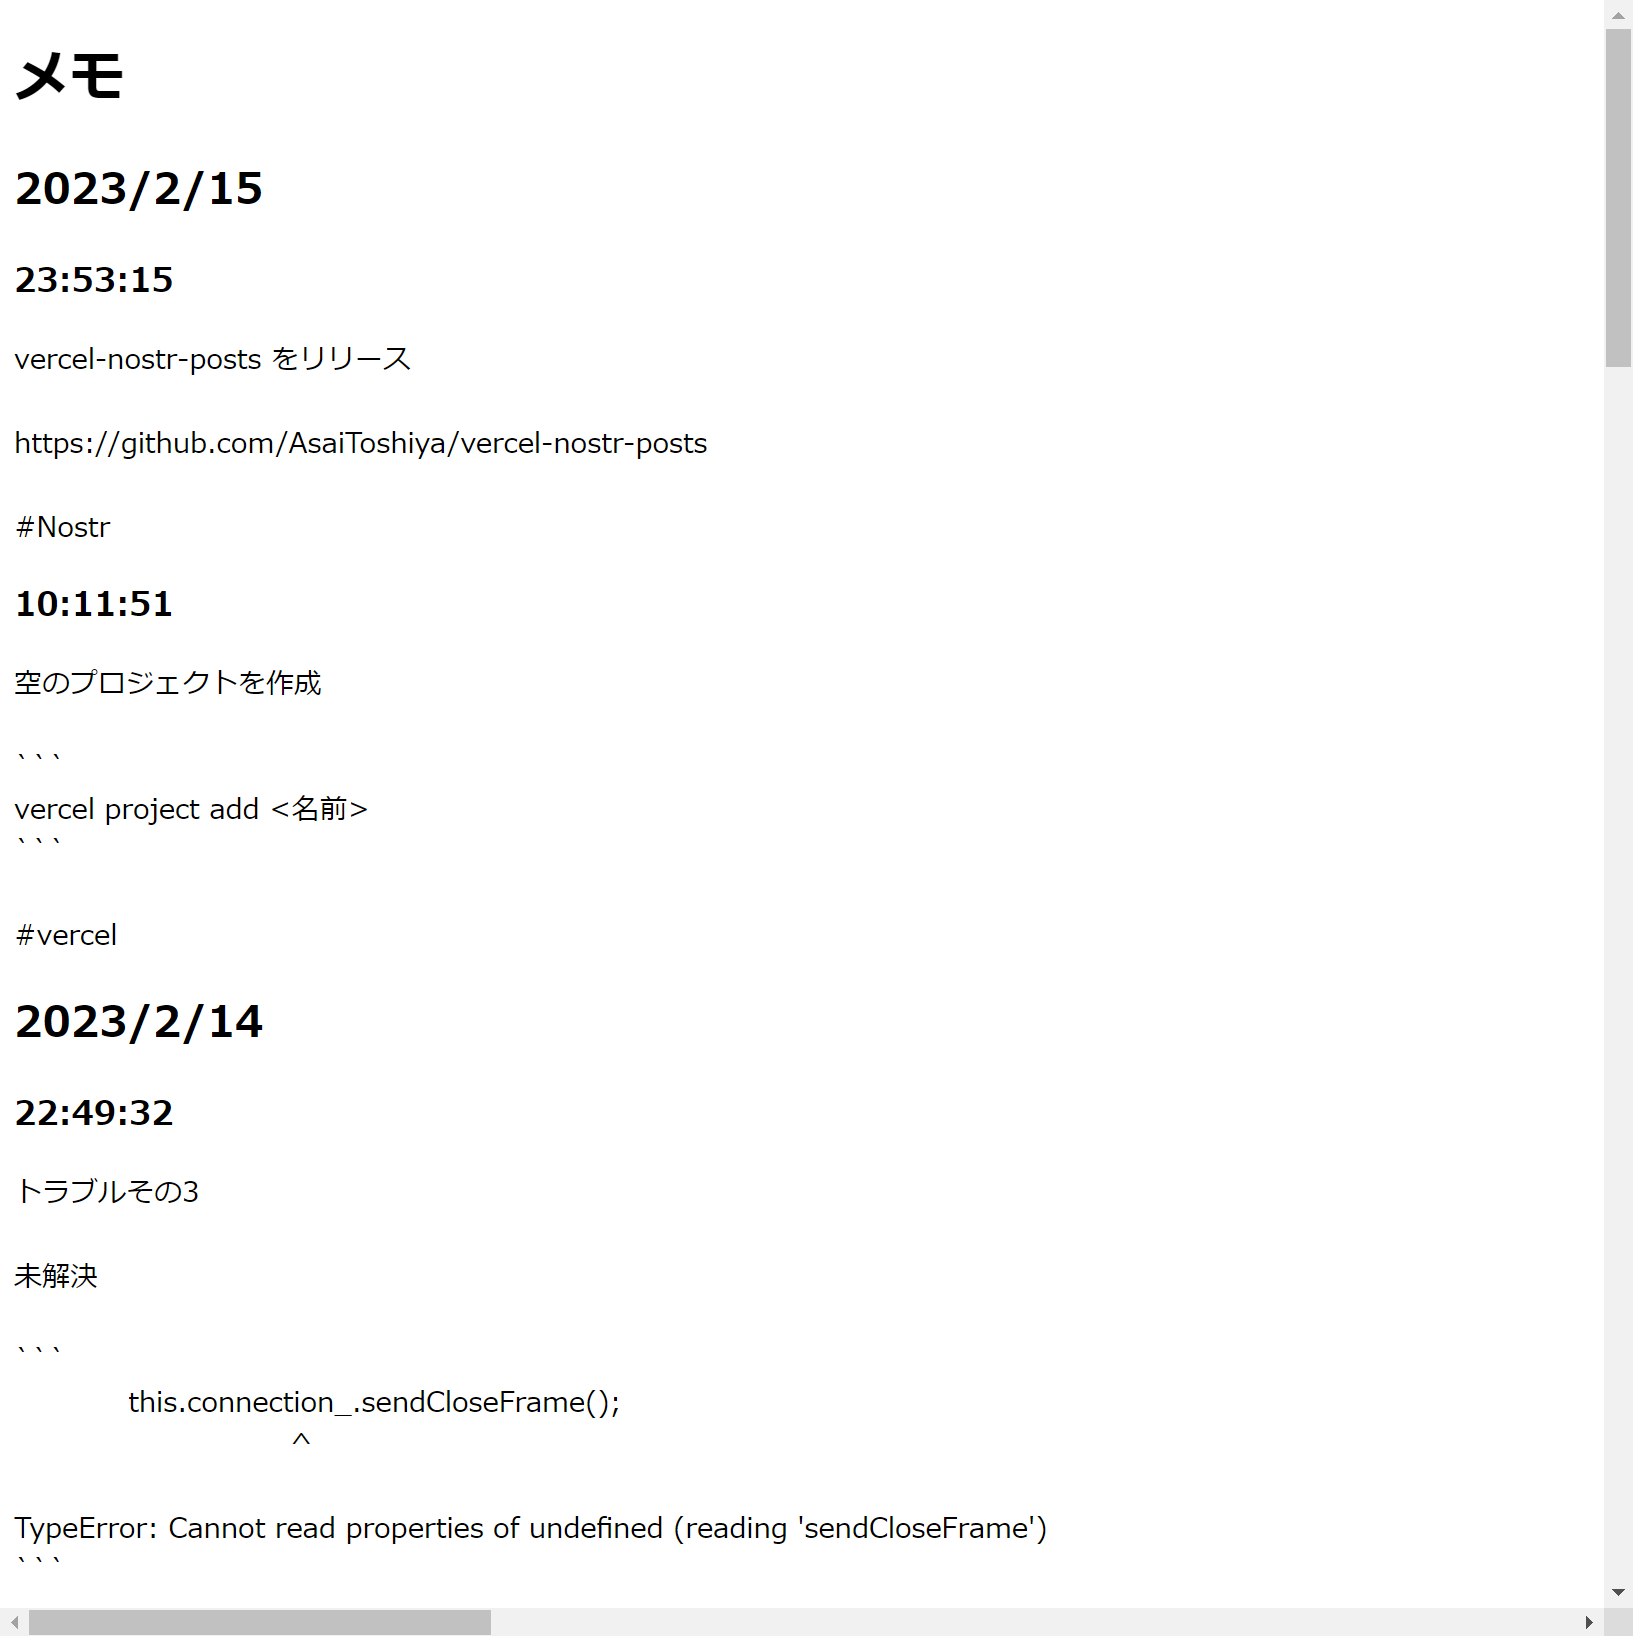 メモ
2023/2/15
23:53:15
vercel-nostr-posts をリリース
https://github.com/AsaiToshiya/vercel-nostr-posts
#Nostr
10:11:51
空のプロジェクトを作成
```
vercel project add <名前>
```
#vercel
2023/2/14
22:49:32
トラブルその3
未解決
```
this.connection_.sendCloseFrame();
^
TypeError: Cannot read properties of undefined (reading 'sendCloseFrame')
```